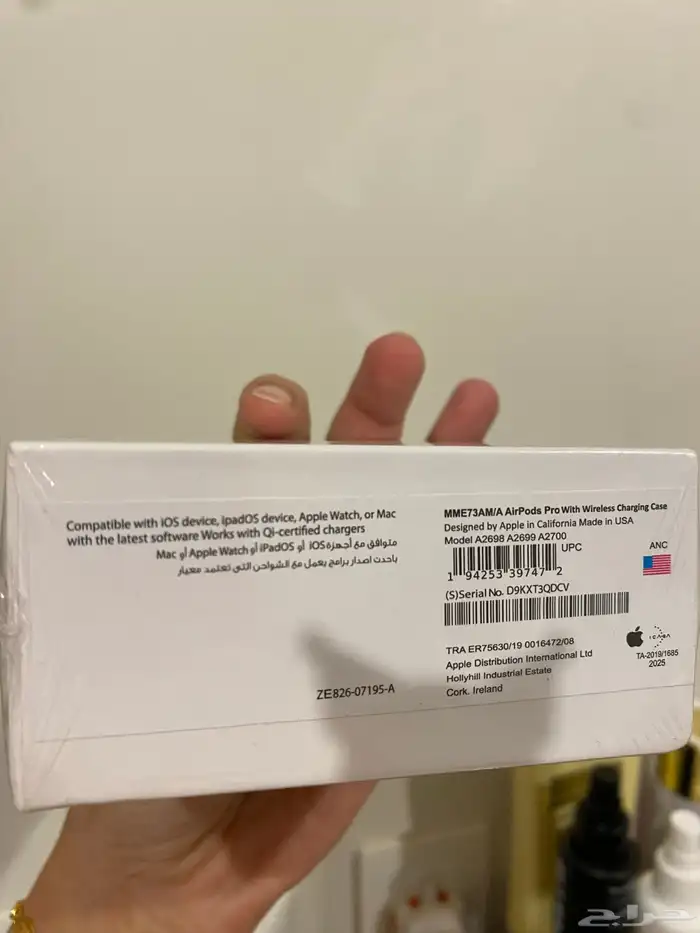 Compatible with iOS device, ipadOS device, Apple Watch, or Mac
with the latest software Works with Qi-certified chargers
متوافق مع أجهزة iOS أو iPadOS أو Apple Watch أو Mac
باحدث اصدار برامج يعمل مع الشواحن التي تعتمد معيار
ZE826-07195-A
MME73AM/A AirPods Pro With Wireless Charging Case
Designed by Apple in California Made in USA
Model A2698 A2699 A2700
UPC
1 94253 39747 2
(S)Serial No. D9KXT3QDCV
ANC
TRA ER75630/19 0016472/08
Apple Distribution International Ltd
Hollyhill Industrial Estate
Cork. Ireland
TA-2019/1685
2025
حراج